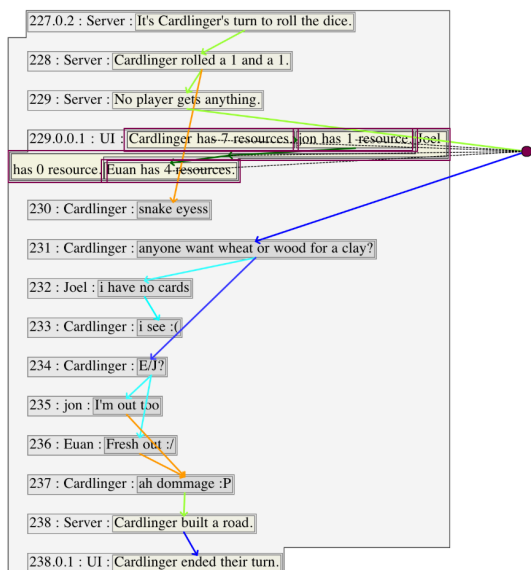 227.0.2 : Server : It's Cardlinger's turn to roll the dice.
228 : Server : Cardlinger rolled a 1 and a 1.
229 : Server : No player gets anything.
229.0.0.1 : UI : Cardlinger has 7 resources. jon has 1 resource. Joel
has 0 resource. Euan has 4 resources.
230 : Cardlinger : snake eyess
231 : Cardlinger : anyone want wheat or wood for a clay?
232 : Joel : i have no cards
233 : Cardlinger : i see :(
234 : Cardlinger : E/J?
235 : jon : I'm out too
236 : Euan : Fresh out :/
237 : Cardlinger : ah dommage :P
238 : Server : Cardlinger built a road.
238.0.1 : UI : Cardlinger ended their turn.